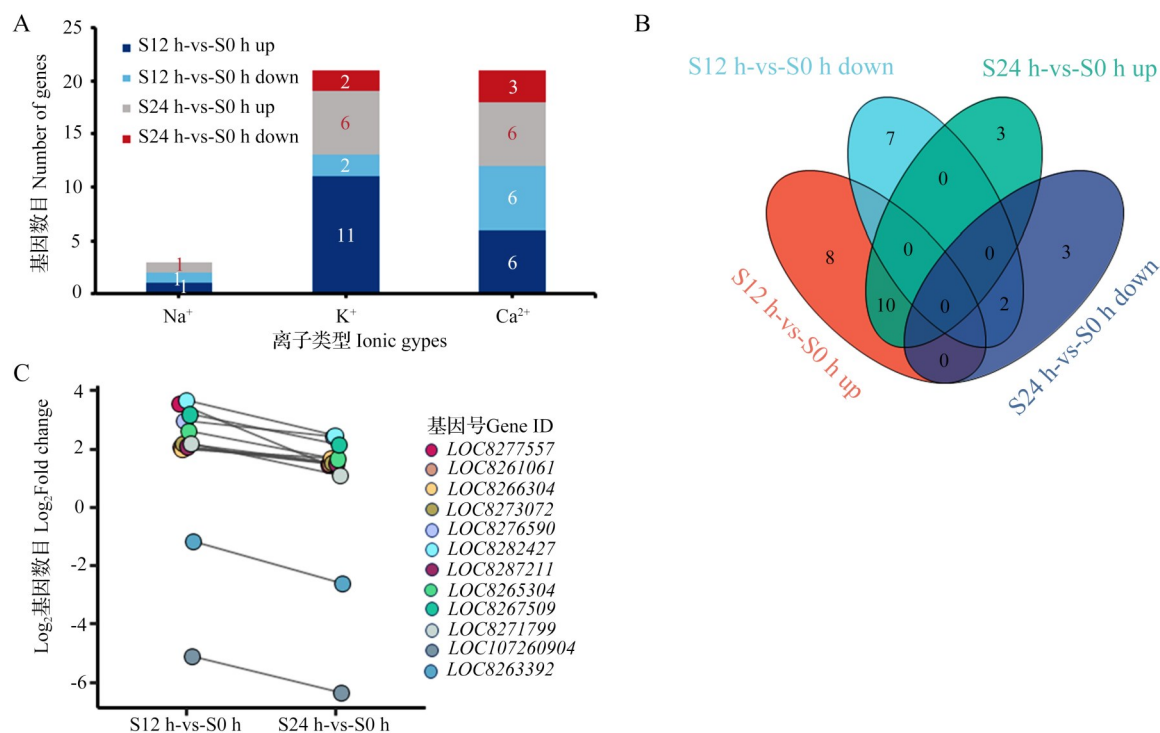 A
25
20
15
10
5
0
基因数目 Number of genes
S12 h-vs-S0 h up
S12 h-vs-S0 h down
S24 h-vs-S0 h up
S24 h-vs-S0 h down
1
1
1
2
6
2
11
3
6
6
6
Na⁺
K⁺
Ca²⁺
离子类型 Ionic gypes
B
S12 h-vs-S0 h down
S24 h-vs-S0 h up
7
3
0
8
0
0
3
10
0
2
0
S12 h-vs-S0 h up
S24 h-vs-S0 h down
C
4
2
0
-2
-4
-6
Log₂基因数目 Log₂Fold change
S12 h-vs-S0 h
S24 h-vs-S0 h
基因号Gene ID
LOC8277557
LOC8261061
LOC8266304
LOC8273072
LOC8276590
LOC8282427
LOC8287211
LOC8265304
LOC8267509
LOC8271799
LOC107260904
LOC8263392